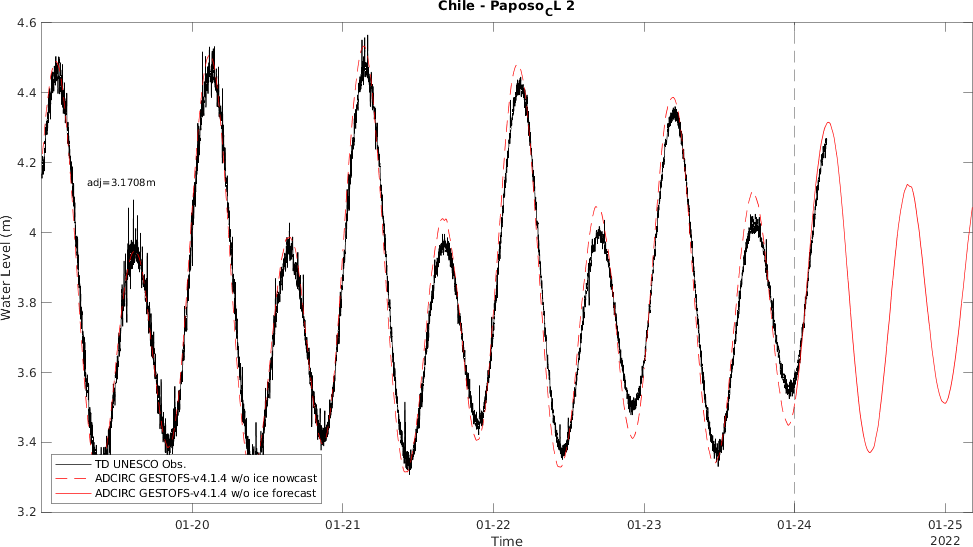 Chile - PaposoCL 2
4.6
4.4
4.2
4
3.8
3.6
3.4
3.2
Water Level (m)
adj=3.1708m
TD UNESCO Obs.
ADCIRC GESTOFS-v4.1.4 w/o ice nowcast
ADCIRC GESTOFS-v4.1.4 w/o ice forecast
01-20 01-21 01-22 01-23 01-24 01-25
Time 2022